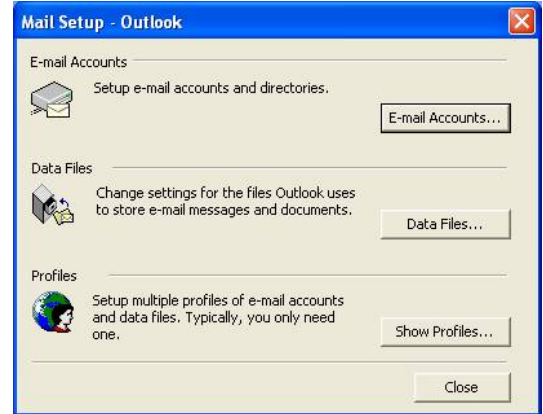 Mail Setup - Outlook
E-mail Accounts
Setup e-mail accounts and directories.
E-mail Accounts...
Data Files
Change settings for the files Outlook uses
to store e-mail messages and documents.
Data Files...
Profiles
Setup multiple profiles of e-mail accounts
and data files. Typically, you only need
one.
Show Profiles...
Close